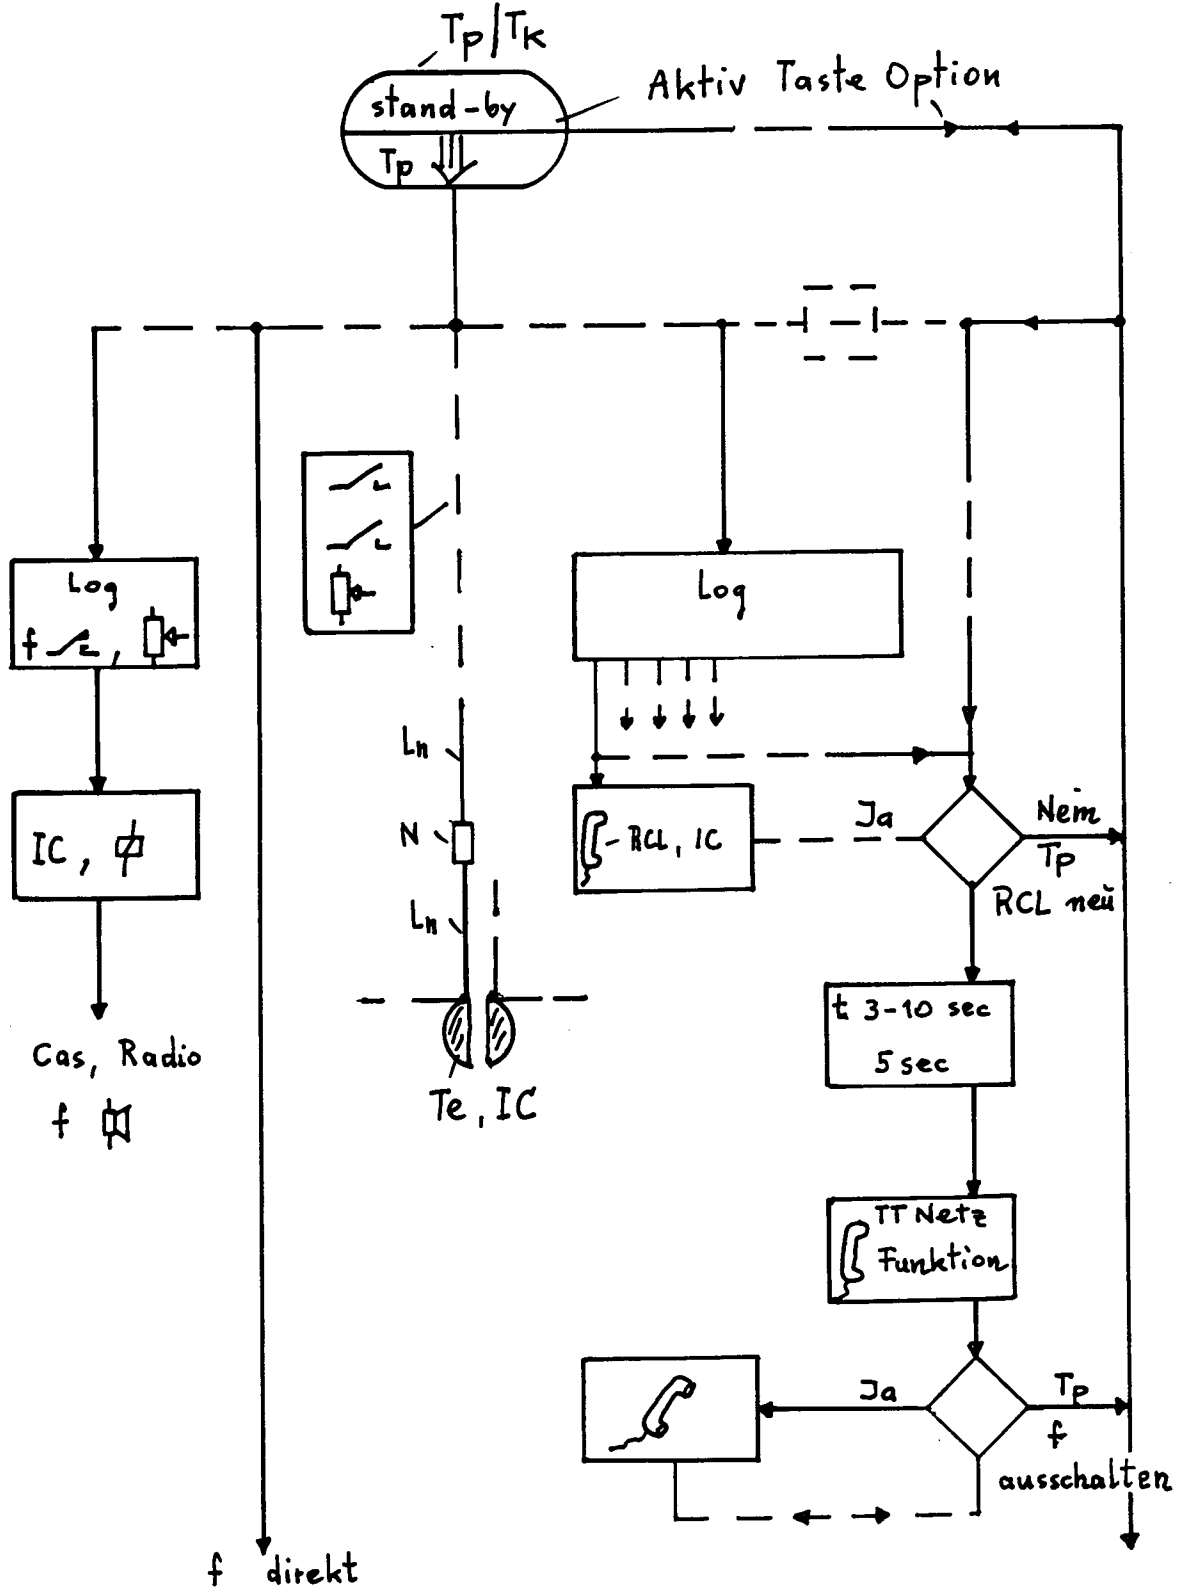 Tp/Tk
stand-by
Aktiv Taste Option
Tp
Log
f
,
Log
Ln
N
RCL, IC
Ja
Nein
Tp
RCL neu
IC,
Ln
t 3-10 sec
5 sec
Cas, Radio
f
Te, IC
TT Netz
Funktion
Ja
Tp
f
ausschalten
f direkt